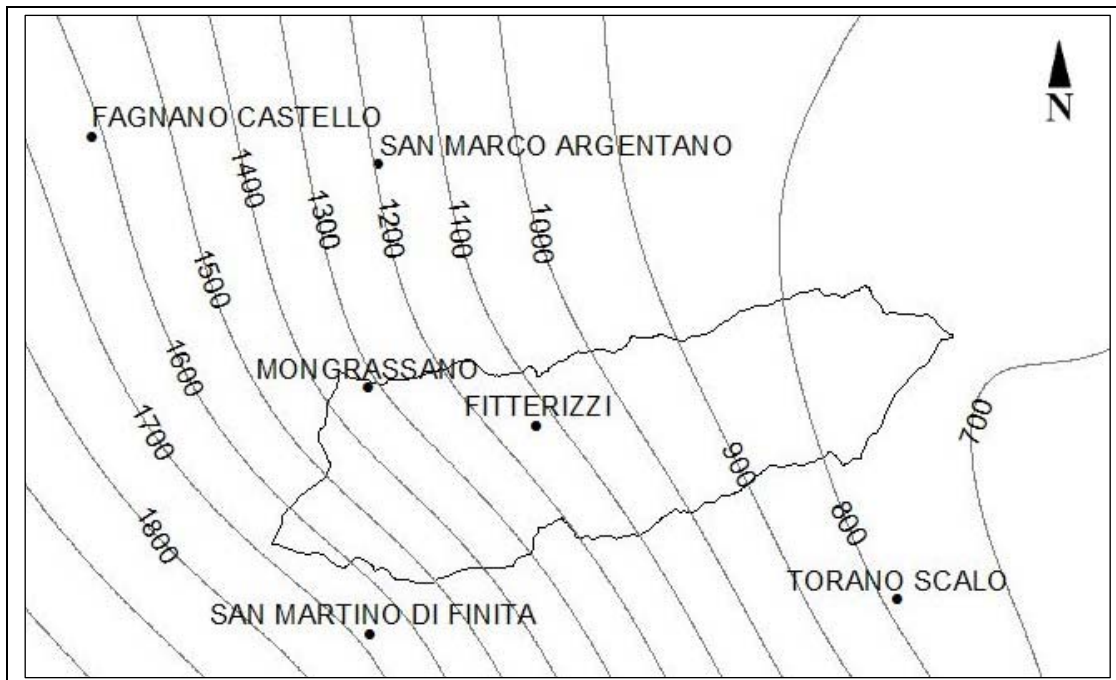 N
FAGNANO CASTELLO
SAN MARCO ARGENTANO
1400
1300
1200
1100
1000
1500
1600
MONGRASSANO
FITTERIZZI
1700
700
900
1800
800
TORANO SCALO
SAN MARTINO DI FINITA